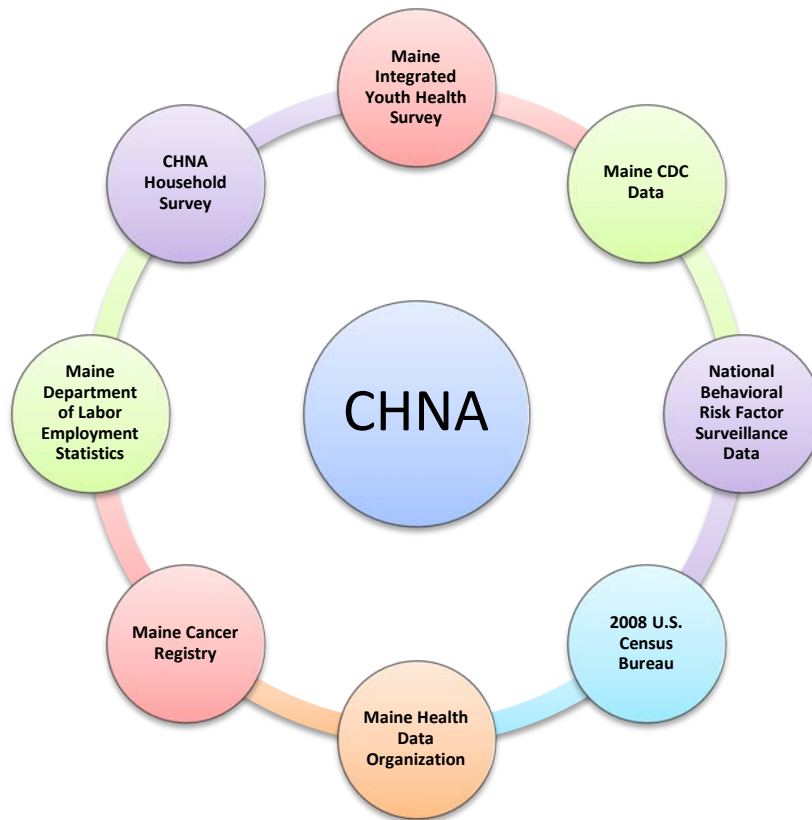 Maine
Integrated
Youth Health
Survey
Maine CDC
Data
National
Behavioral
Risk Factor
Surveillance
Data
2008 U.S.
Census
Bureau
Maine Health
Data
Organization
Maine Cancer
Registry
Maine
Department
of Labor
Employment
Statistics
CHNA
Household
Survey
CHNA